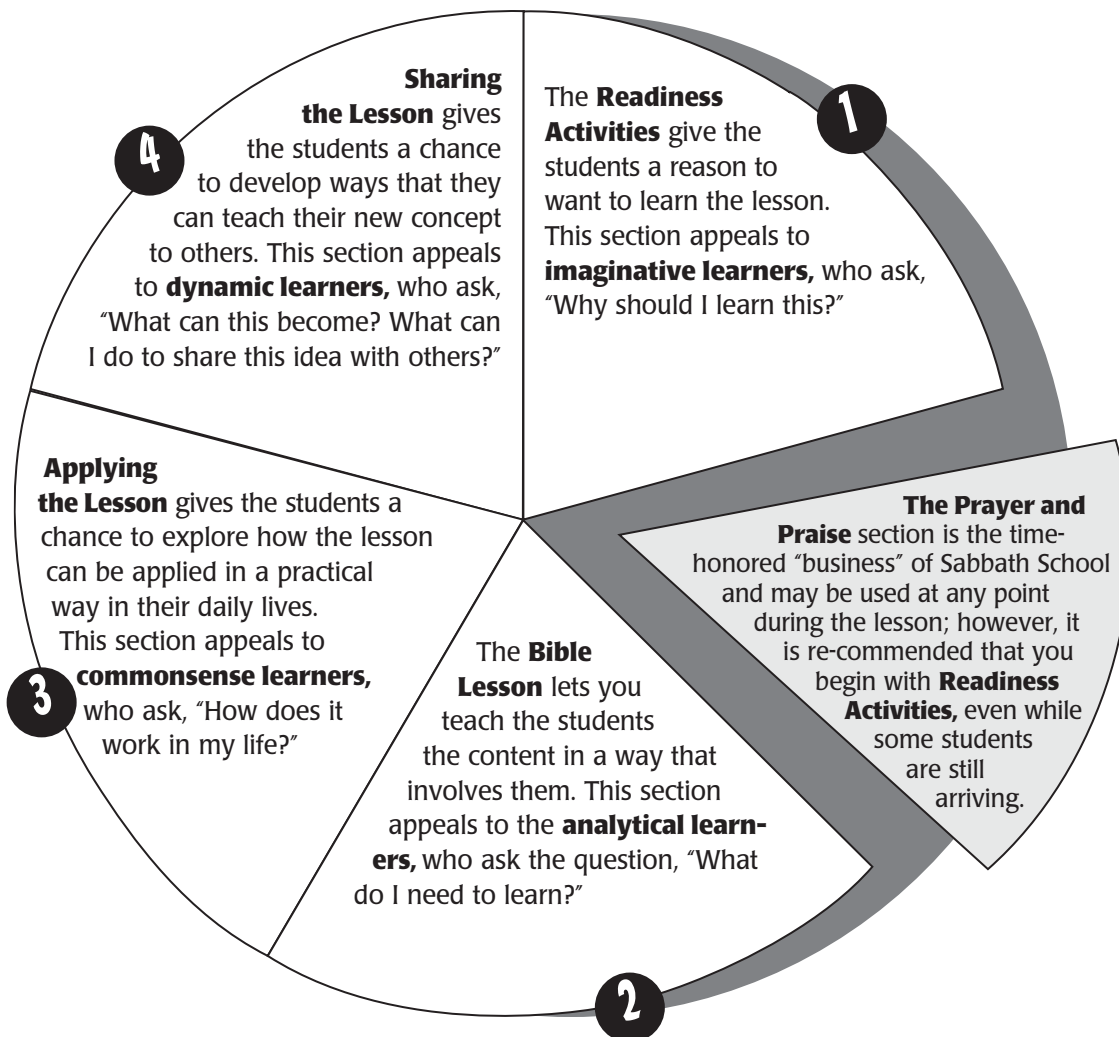 1
The Readiness
Activities give the
students a reason to
want to learn the lesson.
This section appeals to
imaginative learners, who ask,
“Why should I learn this?”
The Prayer and
Praise section is the time-
honored “business” of Sabbath School
and may be used at any point
during the lesson; however, it
is re-commended that you
begin with Readiness
Activities, even while
some students
are still
arriving.
2
The Bible
Lesson lets you
teach the students
the content in a way that
involves them. This section
appeals to the analytical learn-
ers, who ask the question, “What
do I need to learn?”
3
Applying
the Lesson gives the students a
chance to explore how the lesson
can be applied in a practical
way in their daily lives.
This section appeals to
commonsense learners,
who ask, “How does it
work in my life?”
4
Sharing
the Lesson gives
the students a chance
to develop ways that they
can teach their new concept
to others. This section appeals
to dynamic learners, who ask,
“What can this become? What can
I do to share this idea with others?”